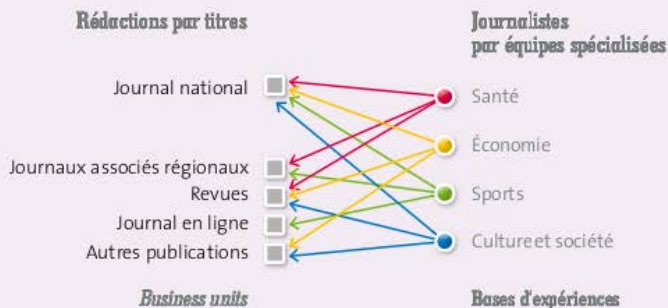 Rédactions par titres
Journalistes
par équipes spécialisées
Journal national
Santé
Économie
Journaux associés régionaux
Revues
Sports
Journal en ligne
Culture et société
Autres publications
Business units
Bases d'expériences